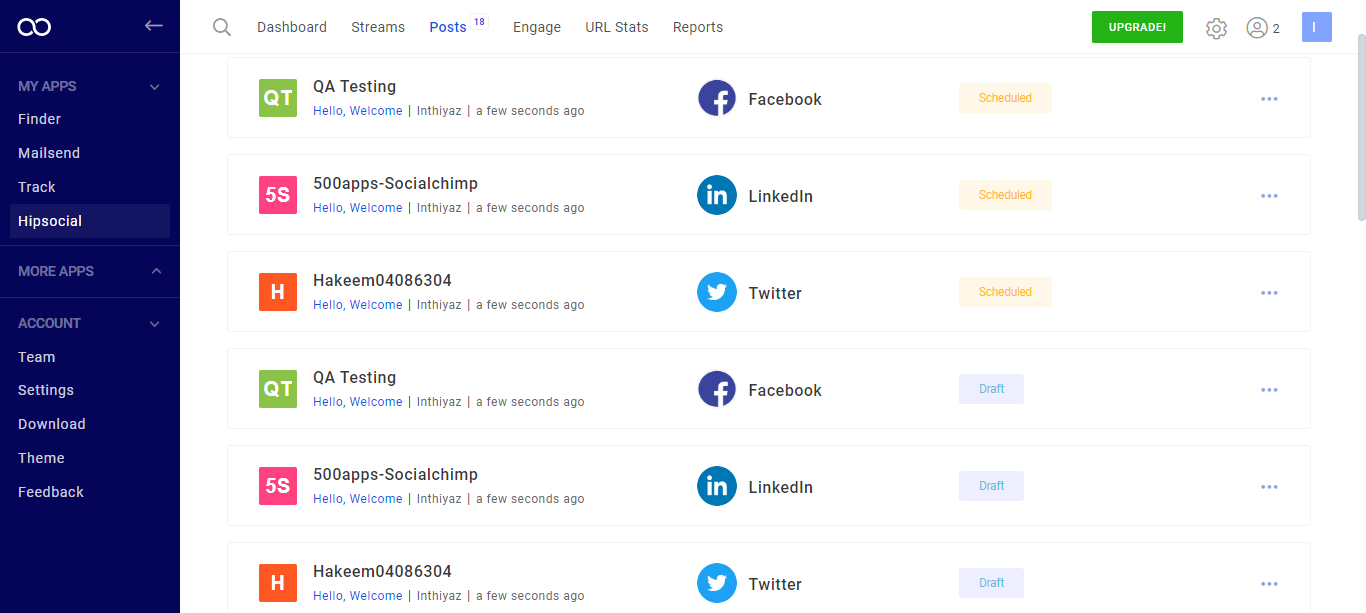 Dashboard Streams Posts 18 Engage URL Stats Reports UPGRADE! 2 I
MY APPS
Finder
Mailsend
Track
Hipsocial
MORE APPS
ACCOUNT
Team
Settings
Download
Theme
Feedback
QT QA Testing Facebook Scheduled
Hello, Welcome | Inthiyaz | a few seconds ago
5S 500apps-Socialchimp in LinkedIn Scheduled
Hello, Welcome | Inthiyaz | a few seconds ago
H Hakeem04086304 Twitter Scheduled
Hello, Welcome | Inthiyaz | a few seconds ago
QT QA Testing Facebook Draft
Hello, Welcome | Inthiyaz | a few seconds ago
5S 500apps-Socialchimp in LinkedIn Draft
Hello, Welcome | Inthiyaz | a few seconds ago
H Hakeem04086304 Twitter Draft
Hello, Welcome | Inthiyaz | a few seconds ago